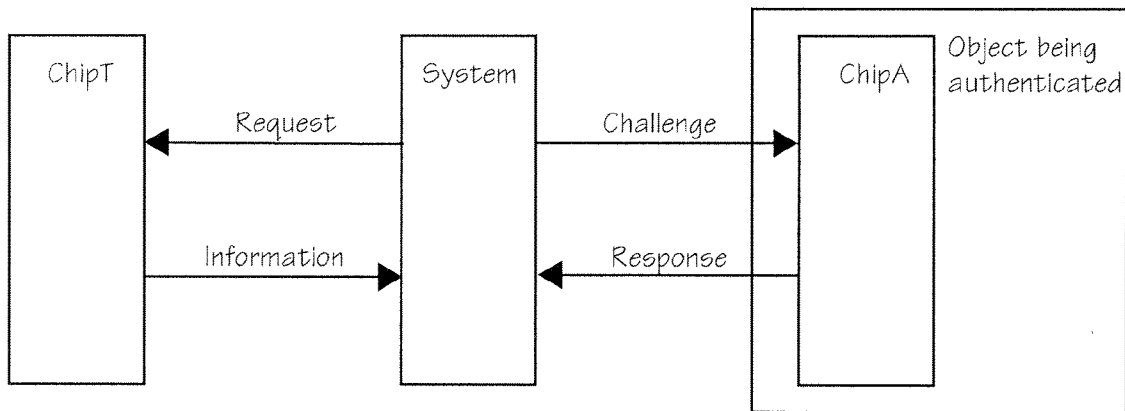 ChipT
System
ChipA
Object being
authenticated
Request
Challenge
Information
Response